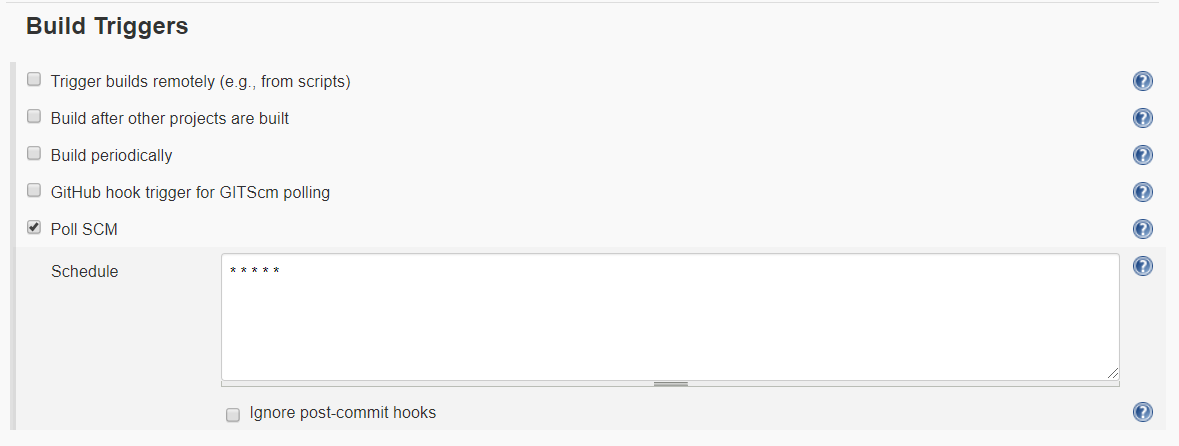 Build Triggers
Trigger builds remotely (e.g., from scripts)
Build after other projects are built
Build periodically
GitHub hook trigger for GITScm polling
Poll SCM
Schedule
* * * * *
Ignore post-commit hooks